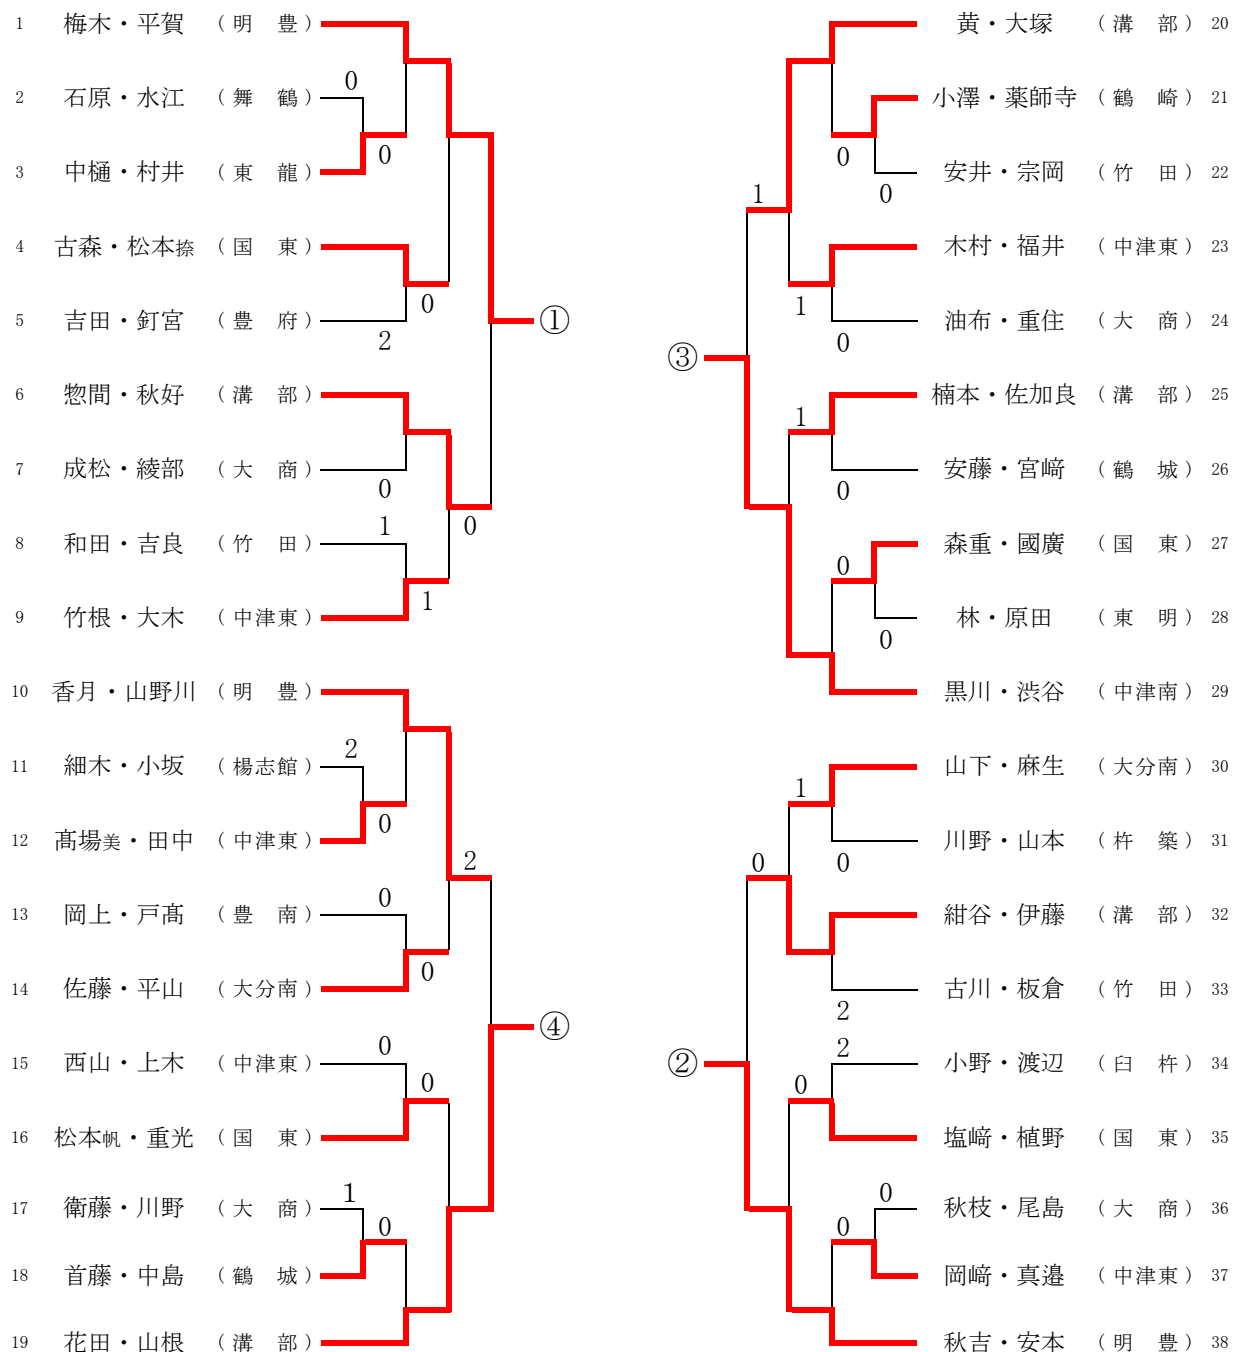 1 梅木・平賀 （明 豊）
0
2 石原・水江 （舞 鶴）
0
3 中樋・村井 （東 龍）
4 古森・松本捺 （国 東）
0
5 吉田・釘宮 （豊 府）
2
①
6 惣間・秋好 （溝 部）
7 成松・綾部 （大 商）
0
1
0
8 和田・吉良 （竹 田）
1
9 竹根・大木 （中津東）
10 香月・山野川 （明 豊）
2
11 細木・小坂 （楊志館）
0
12 髙場美・田中 （中津東）
2
0
13 岡上・戸髙 （豊 南）
0
14 佐藤・平山 （大分南）
④
0
15 西山・上木 （中津東）
0
16 松本帆・重光 （国 東）
1
17 衛藤・川野 （大 商）
0
18 首藤・中島 （鶴 城）
19 花田・山根 （溝 部）
黄・大塚 （溝 部） 20
小澤・薬師寺 （鶴 崎） 21
0
安井・宗岡 （竹 田） 22
0
1
木村・福井 （中津東） 23
1
油布・重住 （大 商） 24
0
③
楠本・佐加良 （溝 部） 25
1
安藤・宮﨑 （鶴 城） 26
0
森重・國廣 （国 東） 27
0
林・原田 （東 明） 28
0
黒川・渋谷 （中津南） 29
山下・麻生 （大分南） 30
1
川野・山本 （杵 築） 31
0
0
紺谷・伊藤 （溝 部） 32
古川・板倉 （竹 田） 33
2
2
②
小野・渡辺 （臼 杵） 34
0
塩﨑・植野 （国 東） 35
0
秋枝・尾島 （大 商） 36
0
岡﨑・真邉 （中津東） 37
秋吉・安本 （明 豊） 38